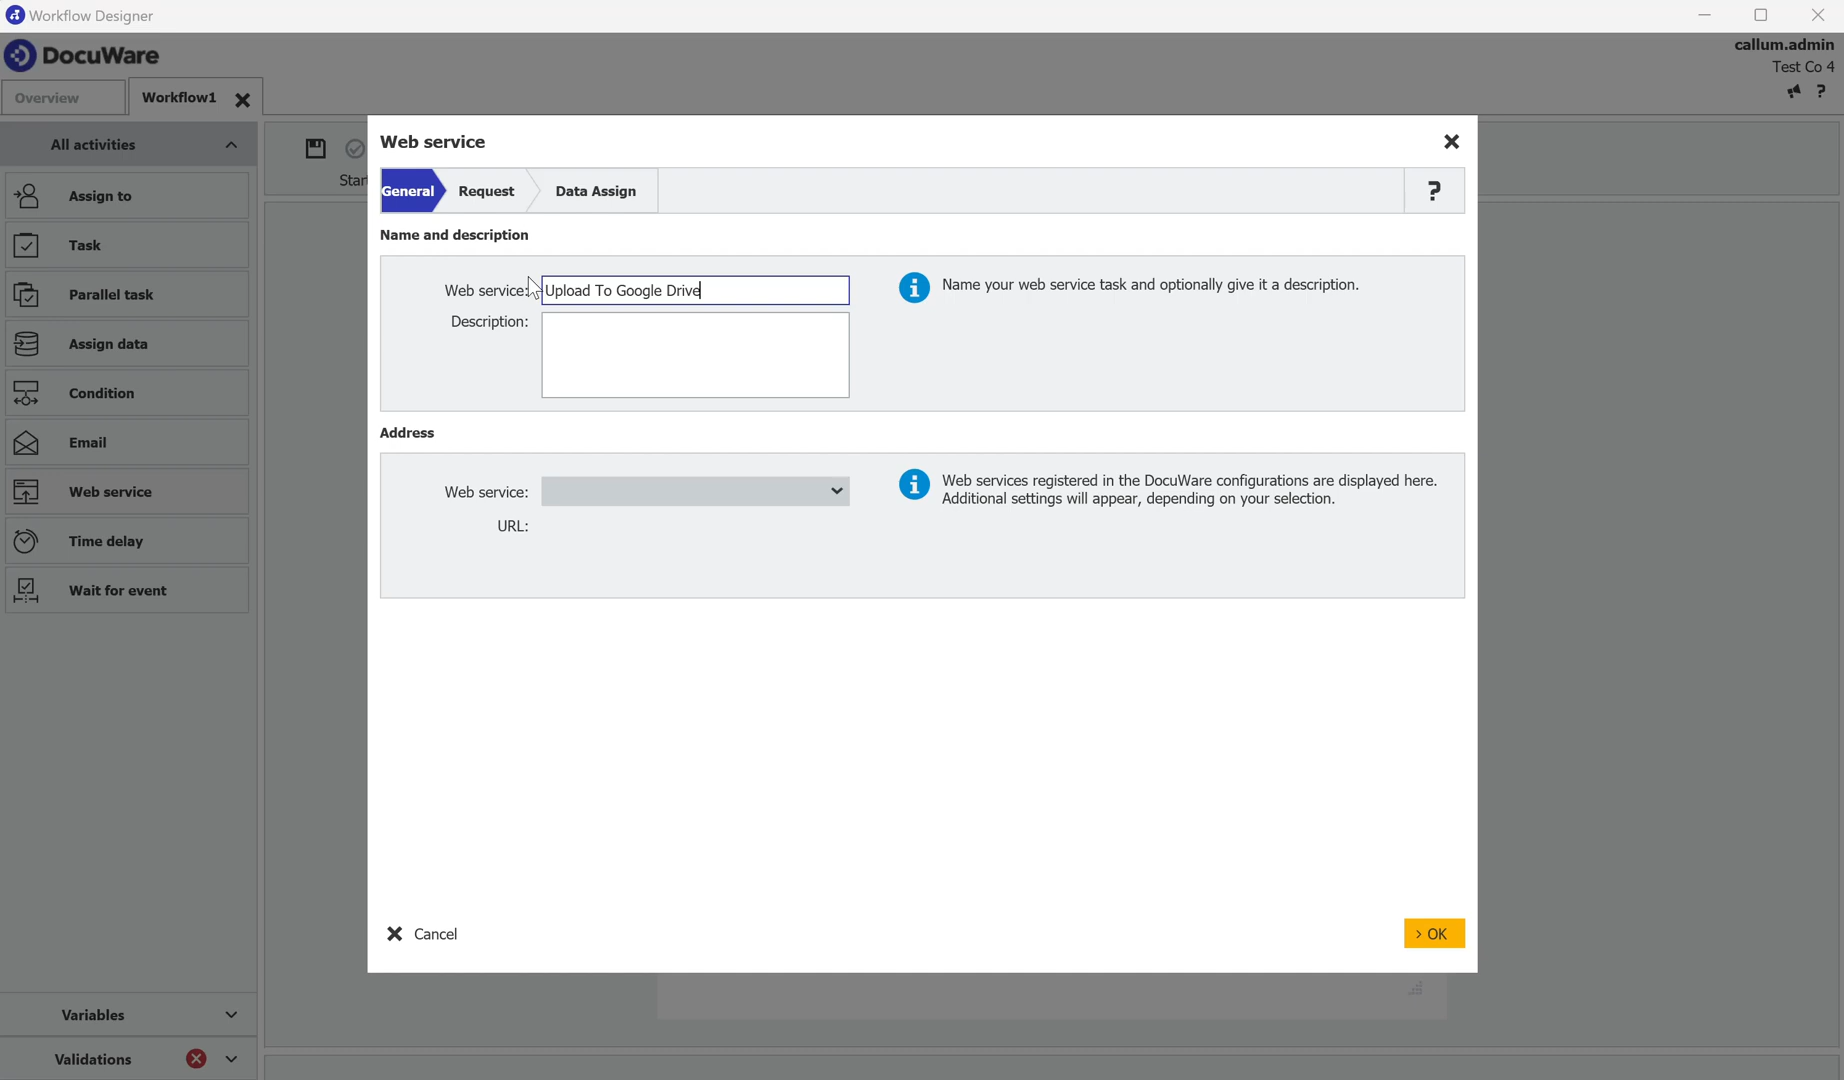 Workflow Designer
DocuWare
callum.admin
Test Co 4
Overview
Workflow1
?
All activities
Assign to
Task
Parallel task
Assign data
Condition
Email
Web service
Time delay
Wait for event
Variables
Validations
Web service
General
Request
Data Assign
?
Name and description
Web service:
Upload To Google Drive
Name your web service task and optionally give it a description.
Description:
Address
Web service:
Web services registered in the DocuWare configurations are displayed here.
Additional settings will appear, depending on your selection.
URL:
Cancel
> OK